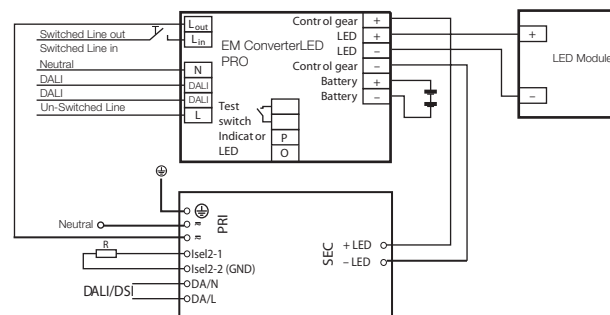 Switched Line out
Switched Line in
Neutral
DALI
DALI
Un-Switched Line
Lout
Lin
N
DALI
DALI
L
EM ConverterLED
PRO
Test
switch
Indicator
LED
P
O
Control gear +
LED +
LED –
Control gear –
Battery +
Battery –
+
–
LED Module
Neutral
≈
≈
PRI
R
Isel2-1
Isel2-2 (GND)
DALI/DSI
DA/N
DA/L
SEC
+ LED
– LED